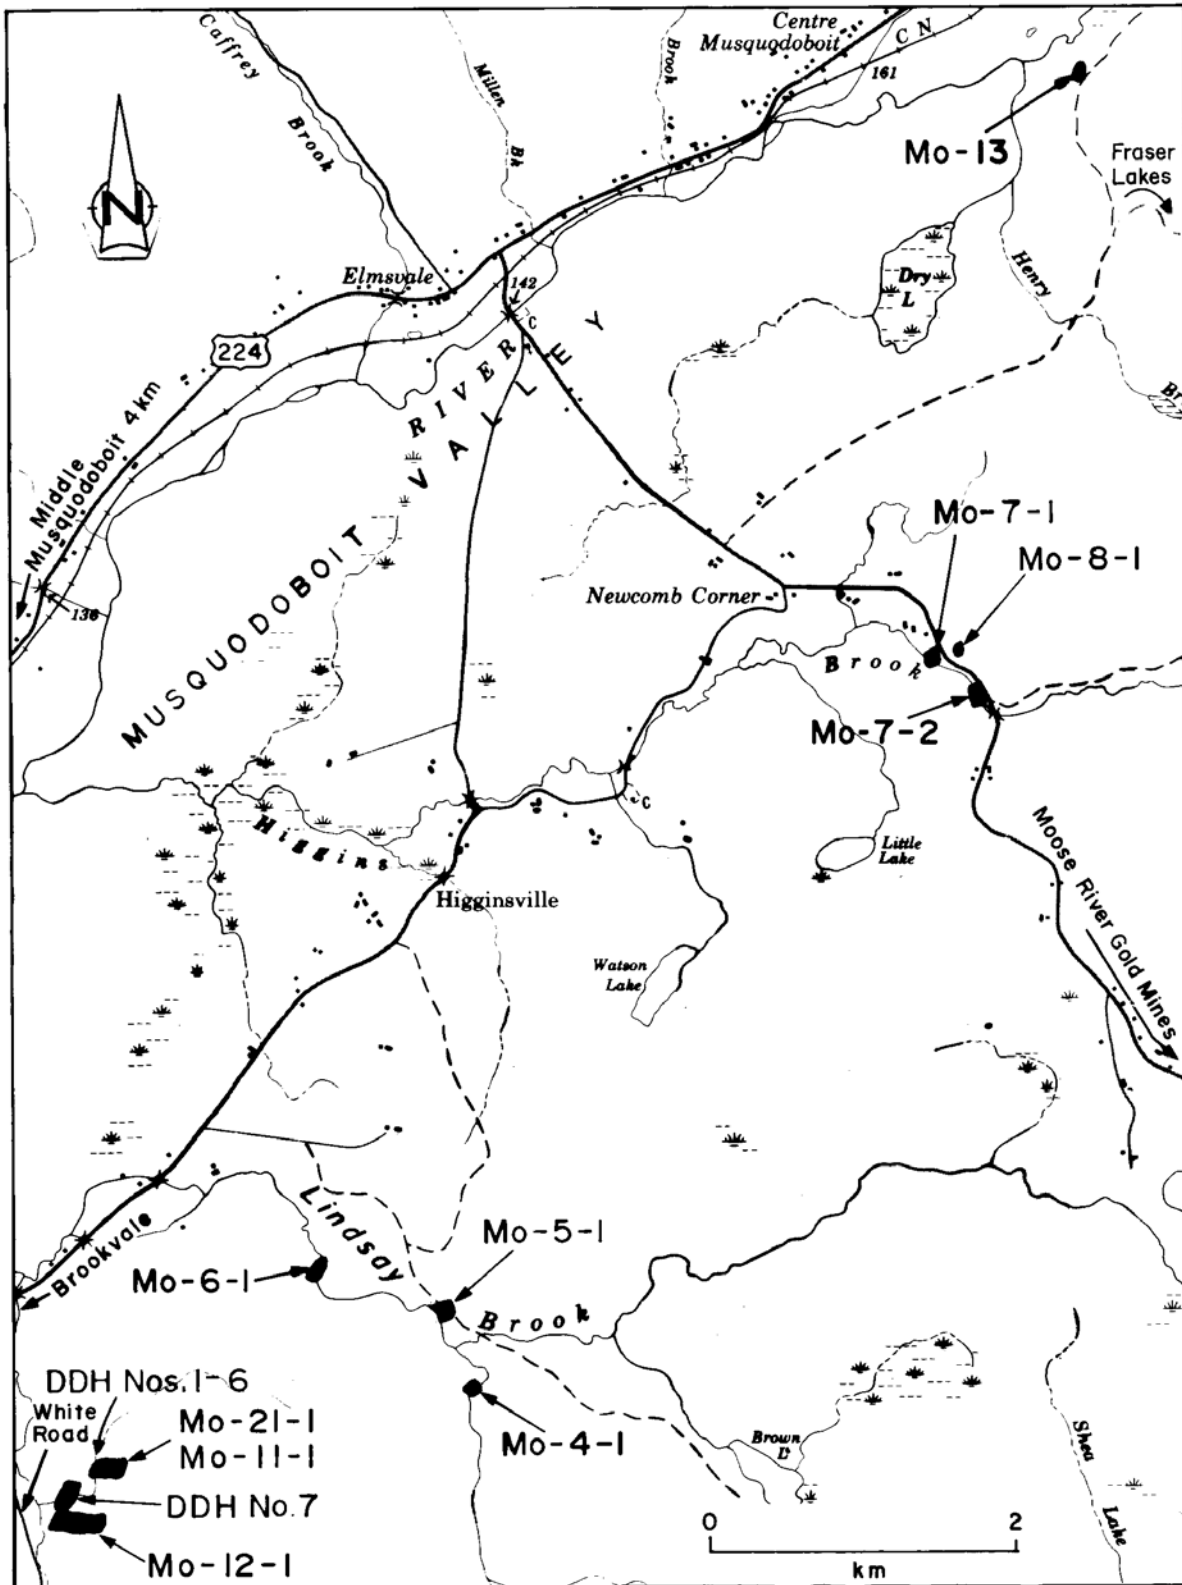 Centre
Musquodoboit
CN
161
Caffrey
Brook
Millen
Bk
Brook
Mo-13
Fraser
Lakes
N
Elmsvale
142
C
Dry
L
Henry
224
RIVER
VALLEY
Middle
Musquodoboit 4km
136
MUSQUODOBOIT
Mo-7-1
Mo-8-1
Newcomb Corner
Brook
Mo-7-2
C
Higgins
Little
Lake
Moose River Gold Mines
Higginsville
Watson
Lake
Lindsay
Brookvale
Mo-5-1
Mo-6-1
Brook
DDH Nos. 1-6
White
Road
Mo-21-1
Mo-11-1
Mo-4-1
Brown
L
Shea
Lake
DDH No. 7
Mo-12-1
0 2
km